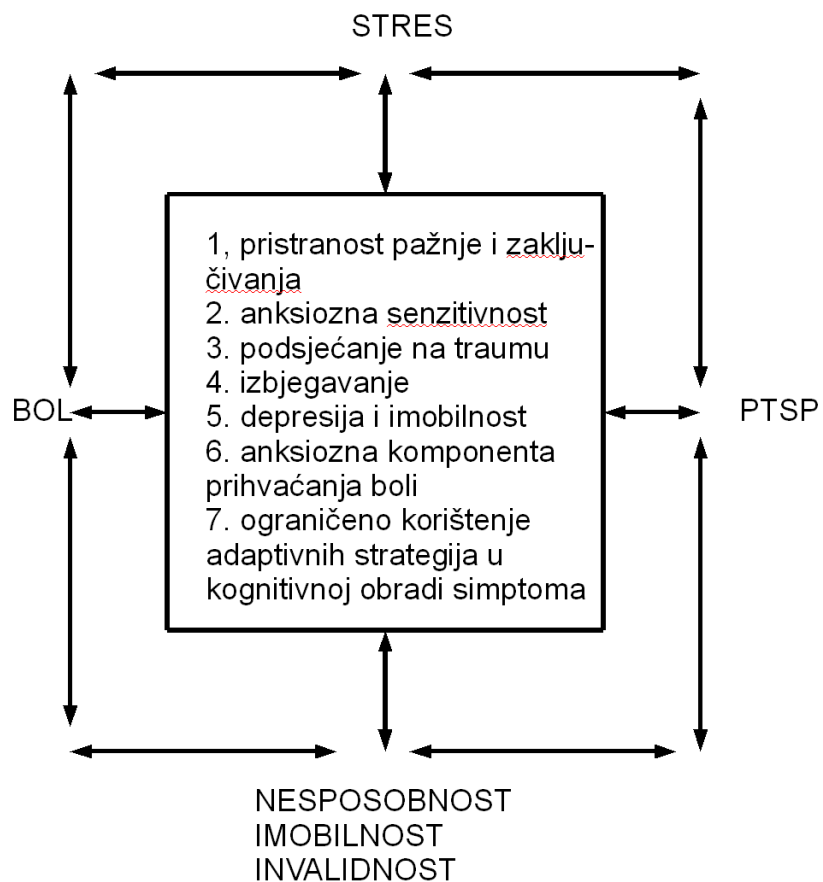 STRES
1, pristranost pažnje i zaklju-
čivanja
2. anksiozna senzitivnost
3. podsjećanje na traumu
4. izbjegavanje
BOL
PTSP
5. depresija i imobilnost
6. anksiozna komponenta
prihvaćanja boli
7. ograničeno korištenje
adaptivnih strategija u
kognitivnoj obradi simptoma
NESPOSOBNOST
IMOBILNOST
INVALIDNOST